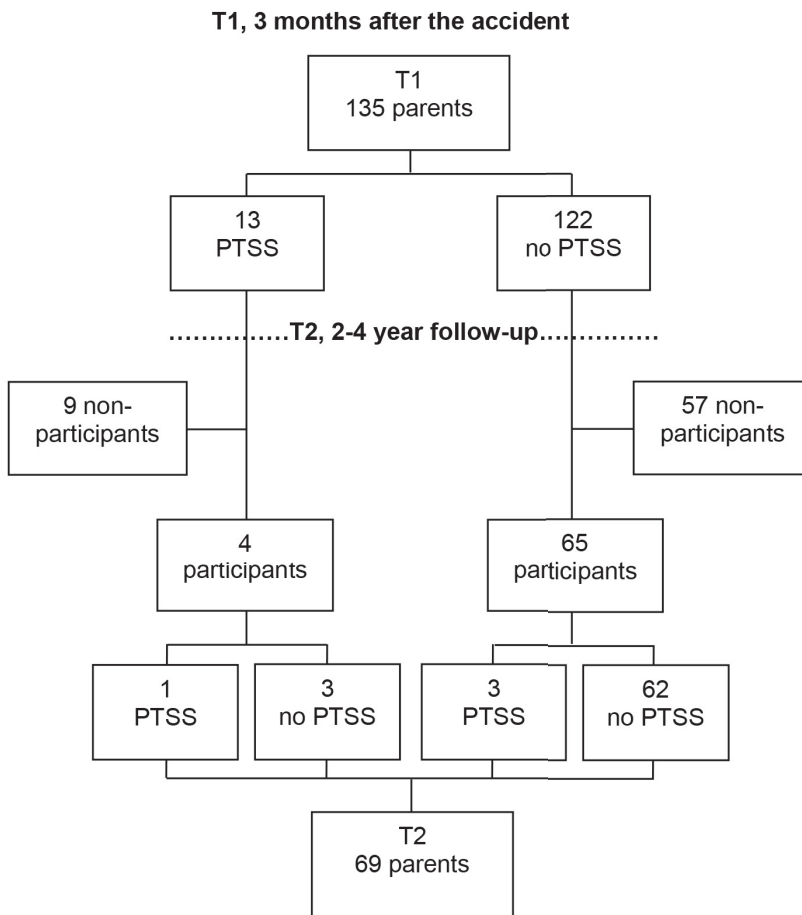 T1, 3 months after the accident
T1
135 parents
13
PTSS
122
no PTSS
..............T2, 2-4 year follow-up..............
9 non-
participants
57 non-
participants
4
participants
65
participants
1
PTSS
3
no PTSS
3
PTSS
62
no PTSS
T2
69 parents